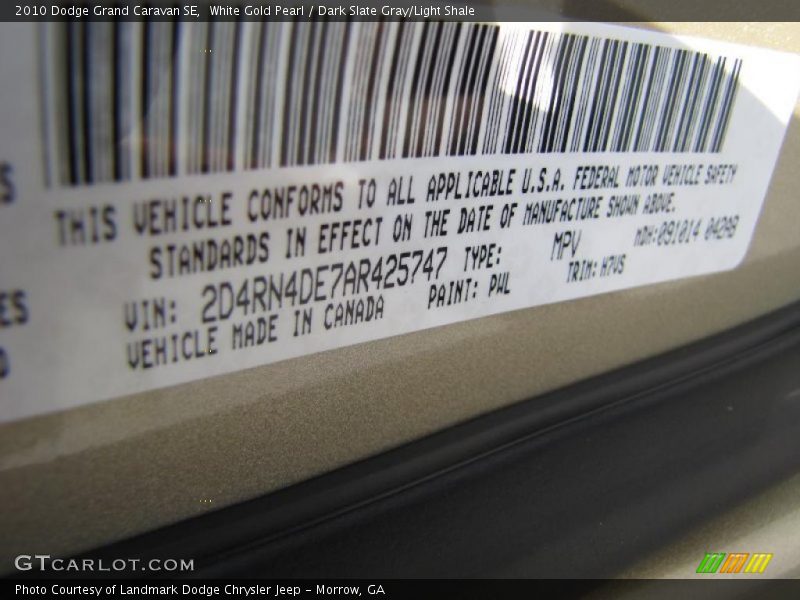 2010 Dodge Grand Caravan SE, White Gold Pearl / Dark Slate Gray/Light Shale
THIS VEHICLE CONFORMS TO ALL APPLICABLE U.S.A. FEDERAL MOTOR VEHICLE SAFETY
STANDARDS IN EFFECT ON THE DATE OF MANUFACTURE SHOWN ABOVE.
VIN: 2D4RN4DE7AR425747 TYPE: MPV MDH:091014 0429B
VEHICLE MADE IN CANADA PAINT: PWL TRIM: H7VS
GTCARLOT.COM
Photo Courtesy of Landmark Dodge Chrysler Jeep – Morrow, GA